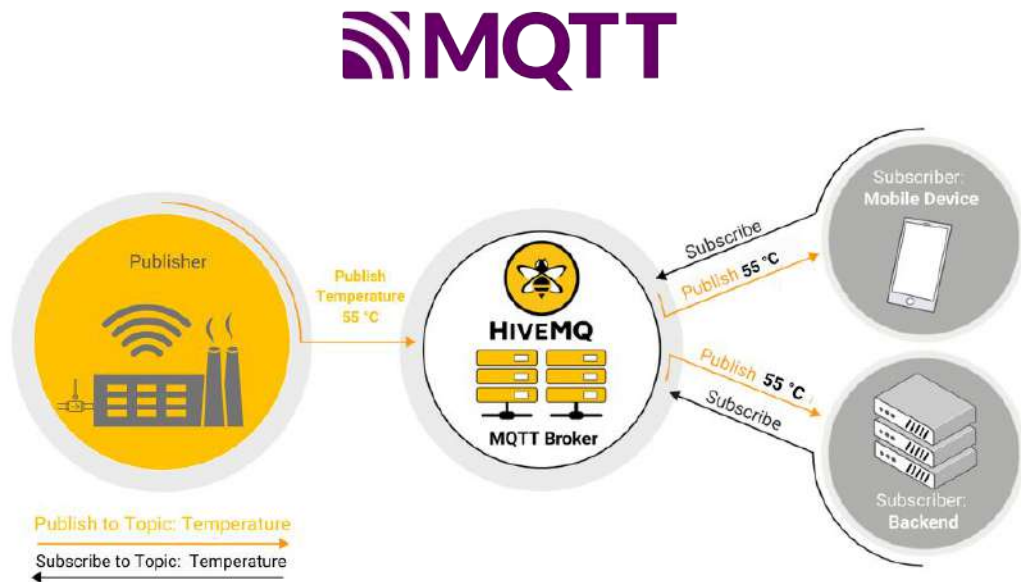 MQTT
Publisher
Publish
Temperature
55 °C
HIVEMQ
MQTT Broker
Subscribe
Publish 55 °C
Subscriber:
Mobile Device
Publish 55 °C
Subscribe
Subscriber:
Backend
Publish to Topic: Temperature
Subscribe to Topic: Temperature